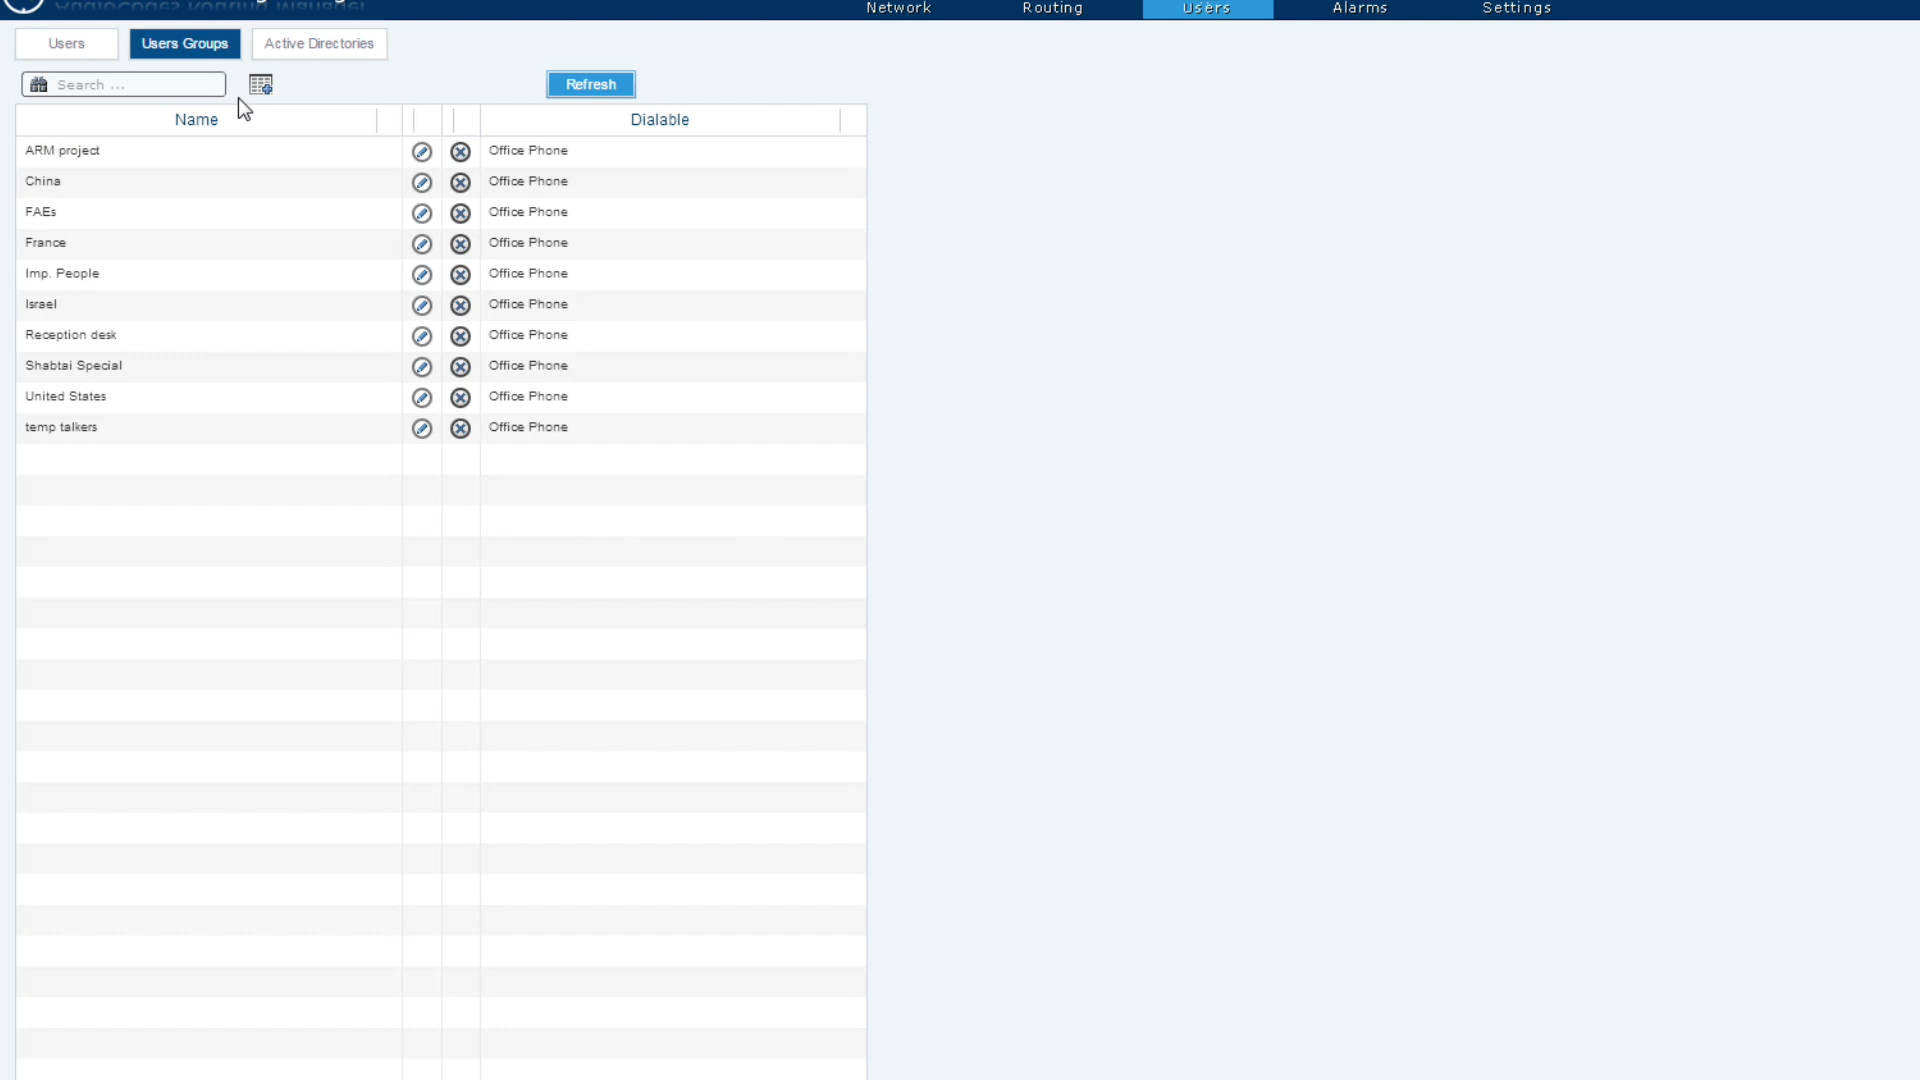 Network Routing Users Alarms Settings
Users Users Groups Active Directories
Search ... Refresh
Name Dialable
ARM project Office Phone
China Office Phone
FAEs Office Phone
France Office Phone
Imp. People Office Phone
Israel Office Phone
Reception desk Office Phone
Shabtai Special Office Phone
United States Office Phone
temp talkers Office Phone